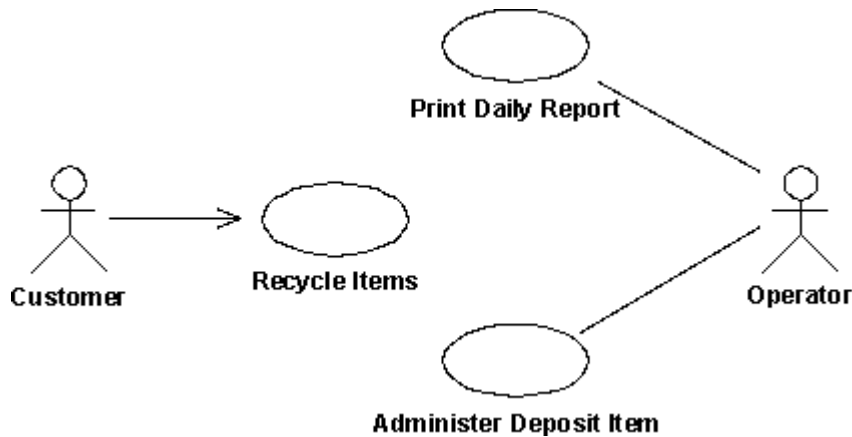 Print Daily Report
Customer
Recycle Items
Operator
Administer Deposit Item